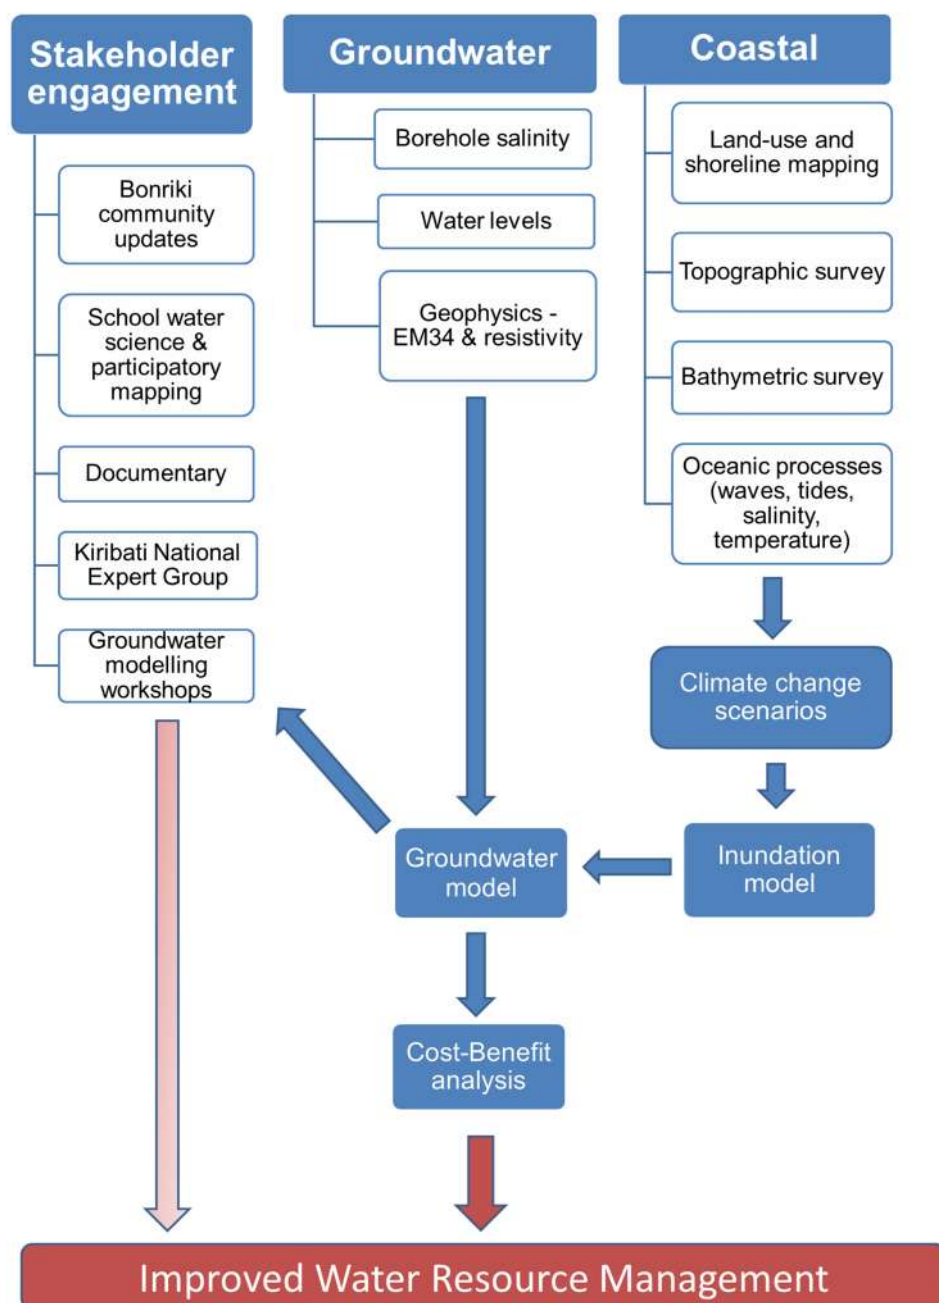 Stakeholder
engagement
Bonriki
community
updates
School water
science &
participatory
mapping
Documentary
Kiribati National
Expert Group
Groundwater
modelling
workshops
Groundwater
Borehole salinity
Water levels
Geophysics -
EM34 & resistivity
Coastal
Land-use and
shoreline mapping
Topographic survey
Bathymetric survey
Oceanic processes
(waves, tides,
salinity,
temperature)
Climate change
scenarios
Inundation
model
Groundwater
model
Cost-Benefit
analysis
Improved Water Resource Management